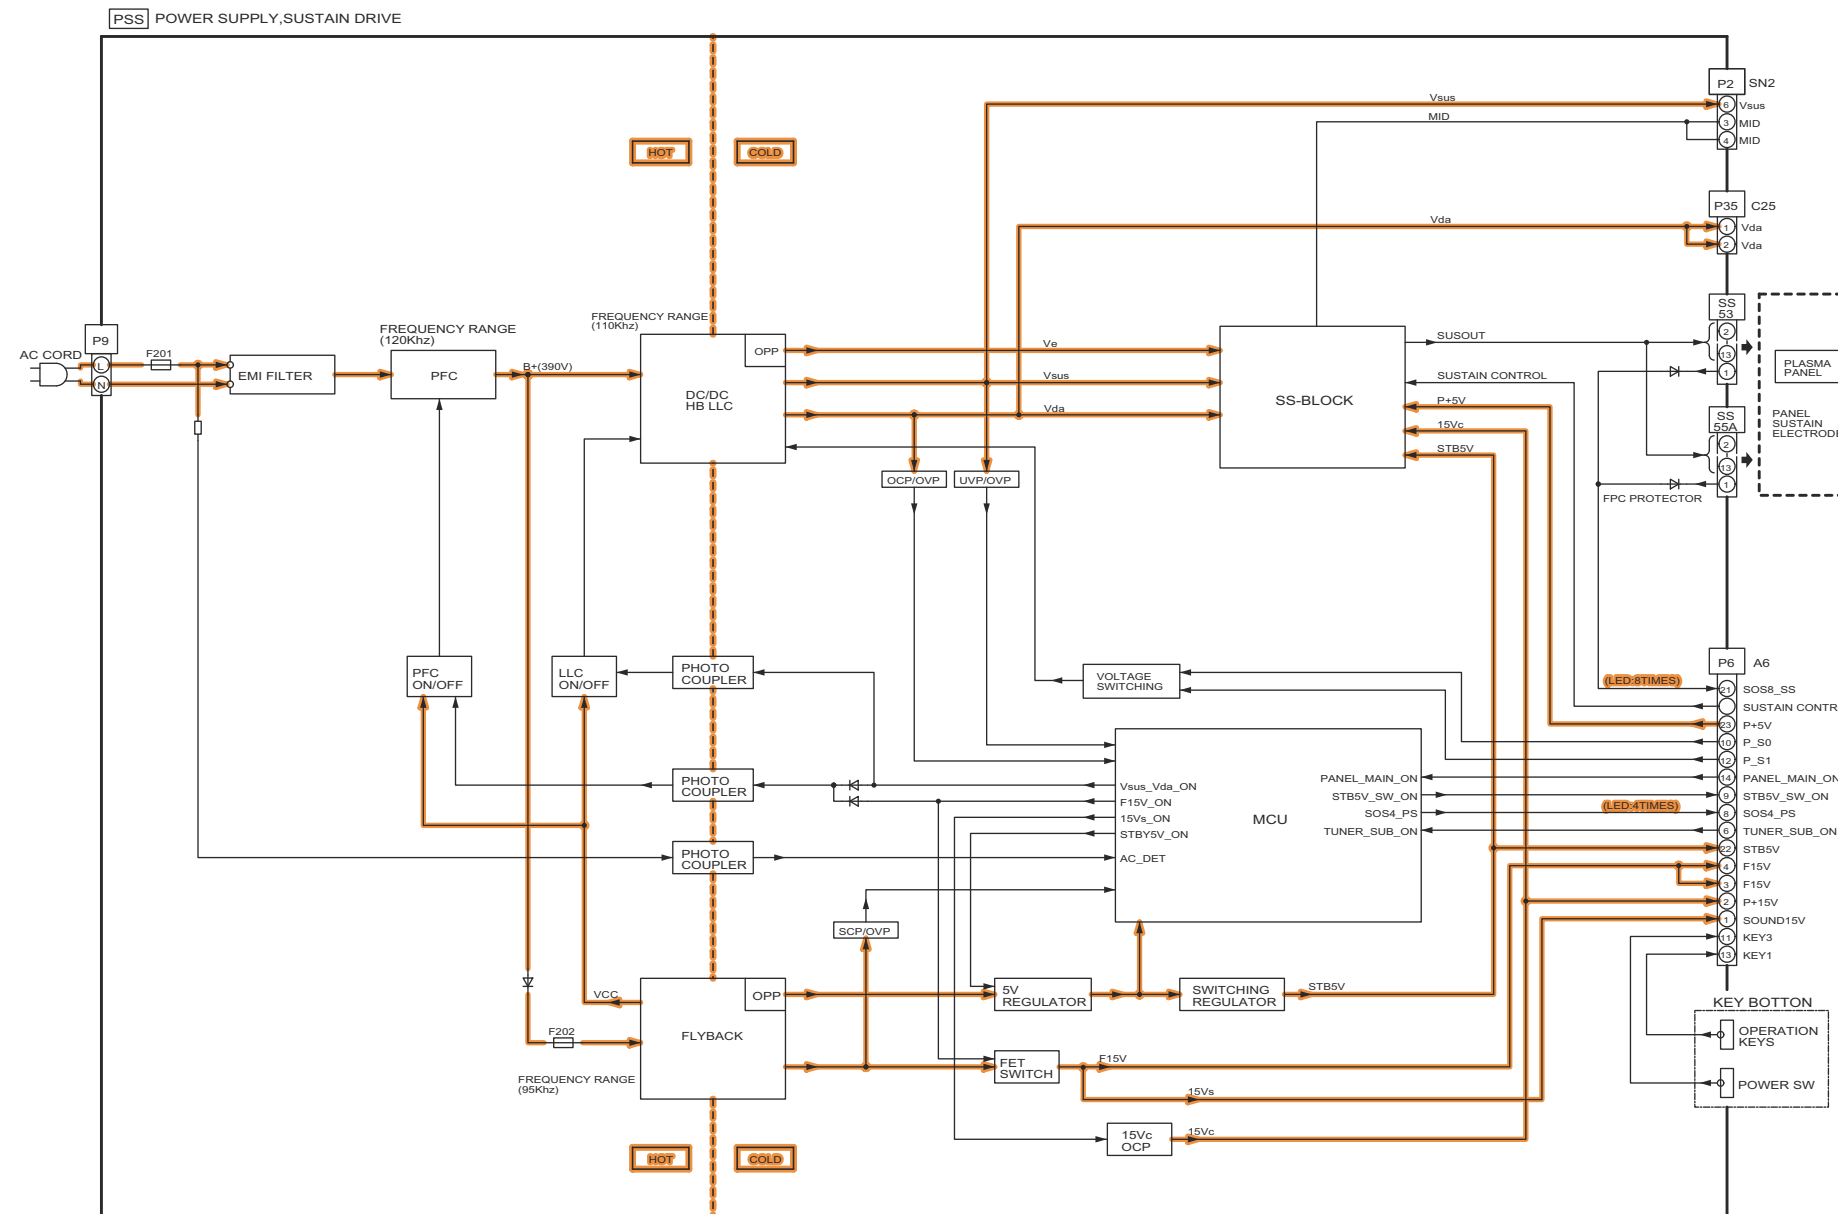 PSS POWER SUPPLY,SUSTAIN DRIVE
P2 SN2
Vsus
6 Vsus
MID
3 MID
4 MID
HOT
COLD
P35 C25
Vda
1 Vda
2 Vda
SS
53
2
13
1
PLASMA
PANEL
SS
55A
2
13
1
PANEL
SUSTAIN
FPC PROTECTOR
P9
AC CORD
L
N
F201
EMI FILTER
FREQUENCY RANGE
(120Khz)
PFC
B+(390V)
FREQUENCY RANGE
(110Khz)
OPP
DC/DC
HB LLC
Ve
Vsus
Vda
OCP/OVP
UVP/OVP
SS-BLOCK
SUSOUT
SUSTAIN CONTROL
P+5V
15Vc
STB5V
PFC
ON/OFF
LLC
ON/OFF
PHOTO
COUPLER
VOLTAGE
SWITCHING
PHOTO
COUPLER
PHOTO
COUPLER
Vsus_Vda_ON
F15V_ON
15Vs_ON
STBY5V_ON
AC_DET
MCU
PANEL_MAIN_ON
STB5V_SW_ON
SOS4_PS
TUNER_SUB_ON
P6 A6
(LED:8TIMES)
21 SOS8_SS
SUSTAIN CONTR
23 P+5V
10 P_S0
12 P_S1
14 PANEL_MAIN_ON
9 STB5V_SW_ON
(LED:4TIMES)
8 SOS4_PS
6 TUNER_SUB_ON
22 STB5V
4 F15V
3 F15V
2 P+15V
1 SOUND15V
11 KEY3
13 KEY1
SCP/OVP
VCC
OPP
FLYBACK
F202
FREQUENCY RANGE
(95Khz)
5V
REGULATOR
SWITCHING
REGULATOR
STB5V
FET
SWITCH
F15V
15Vs
15Vc
OCP
15Vc
KEY BOTTON
OPERATION
KEYS
POWER SW
HOT
COLD